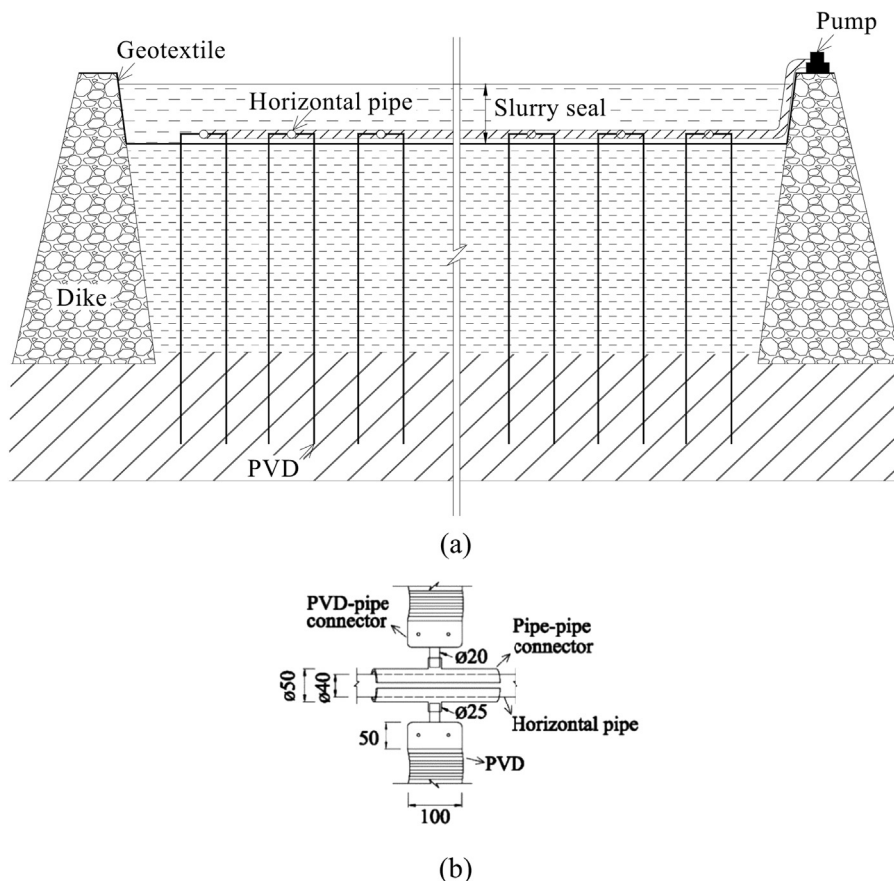 Pump
Geotextile
Horizontal pipe
Slurry seal
Dike
PVD
(a)
PVD-pipe
connector
Pipe-pipe
connector
ø20
ø50
ø40
ø25
Horizontal pipe
50
PVD
100
(b)